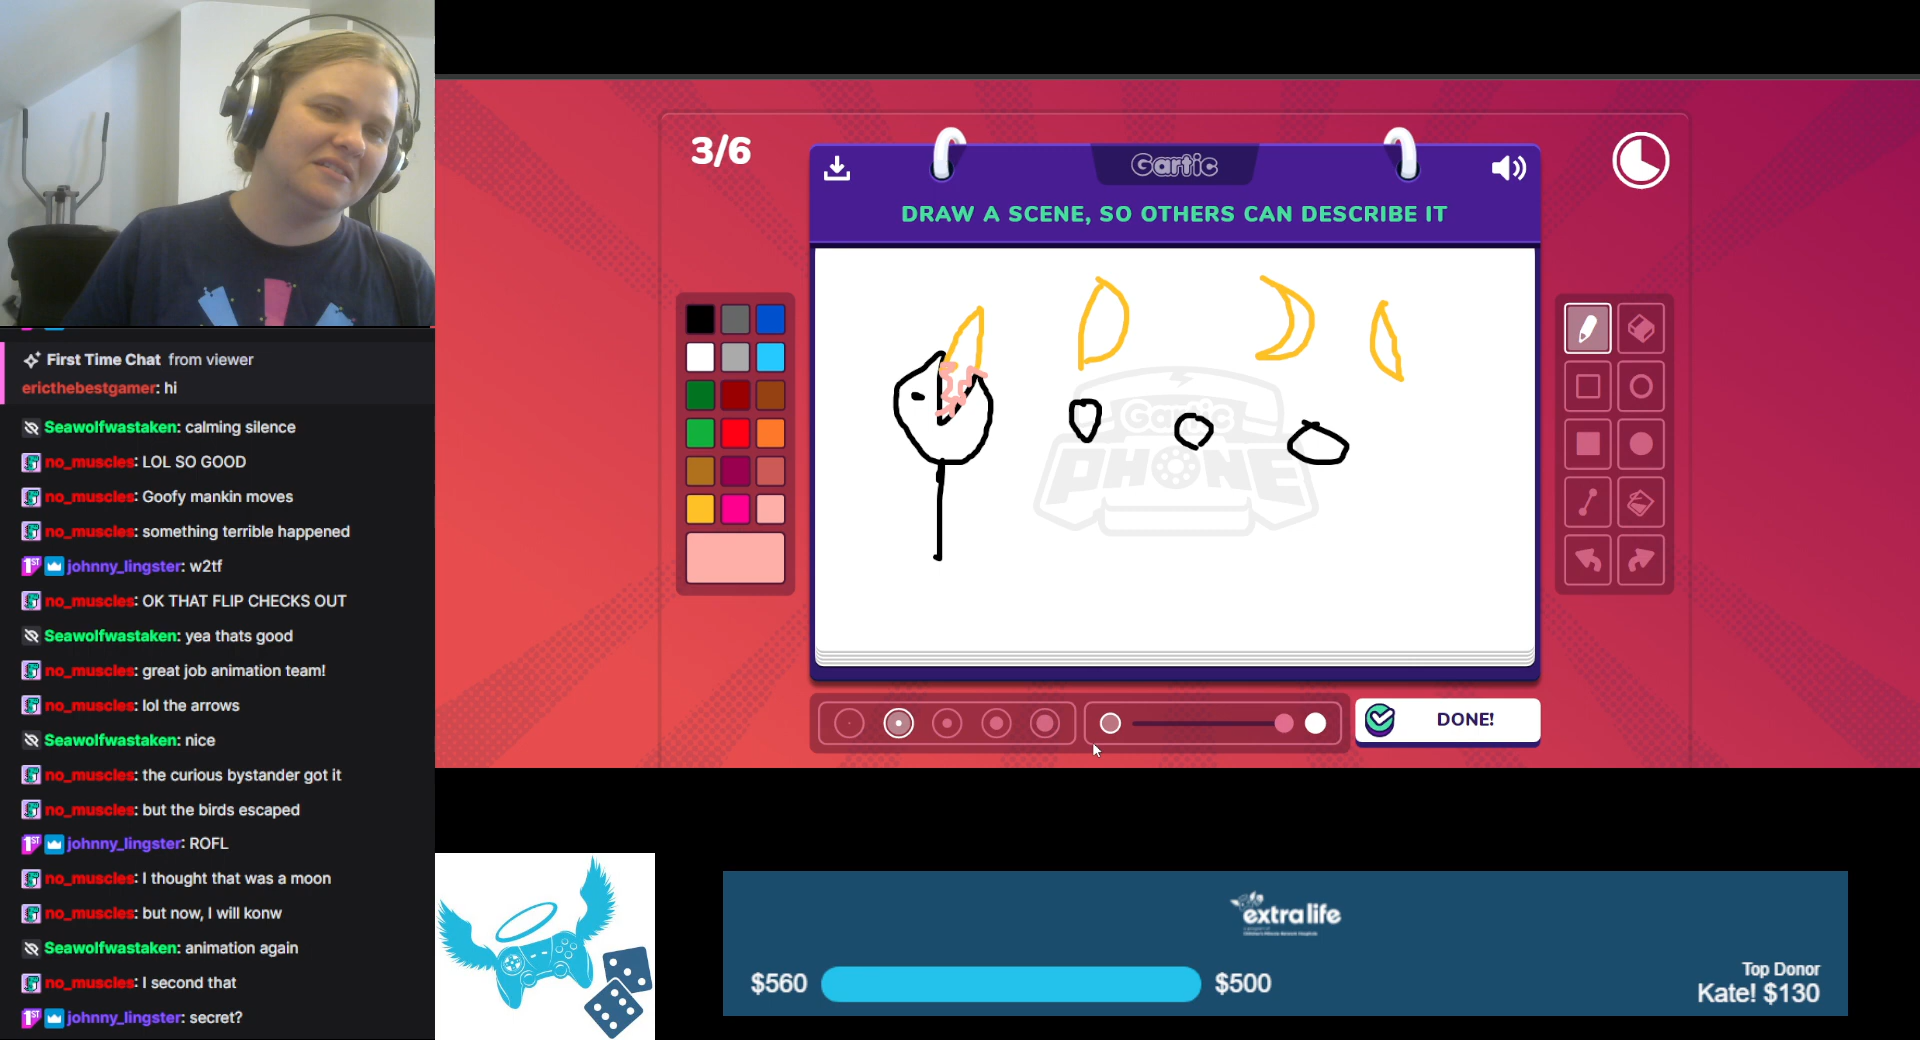 First Time Chat from viewer
ericthebestgamer: hi
Seawolfwastaken: calming silence
no_muscles: LOL SO GOOD
no_muscles: Goofy mankin moves
no_muscles: something terrible happened
1ST johnny_lingster: w2tf
no_muscles: OK THAT FLIP CHECKS OUT
Seawolfwastaken: yea thats good
no_muscles: great job animation team!
no_muscles: lol the arrows
Seawolfwastaken: nice
no_muscles: the curious bystander got it
no_muscles: but the birds escaped
1ST johnny_lingster: ROFL
no_muscles: I thought that was a moon
no_muscles: but now, I will konw
Seawolfwastaken: animation again
no_muscles: I second that
1ST johnny_lingster: secret?
3/6
Gartic
DRAW A SCENE, SO OTHERS CAN DESCRIBE IT
Gartic
PHONE
DONE!
extra life
$560
$500
Top Donor
Kate! $130